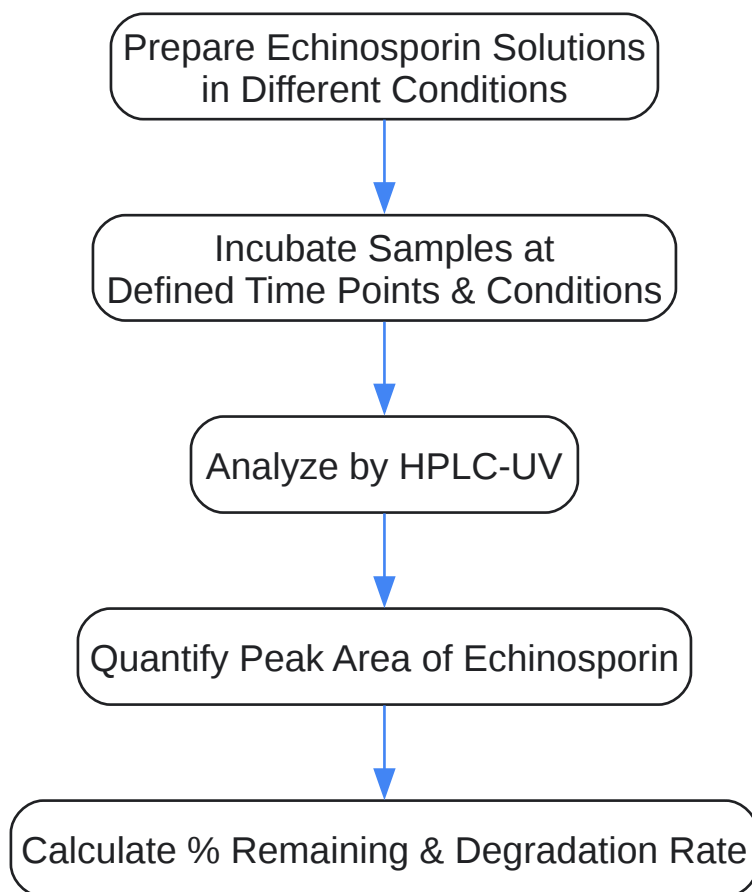 Prepare Echinosporin Solutions
in Different Conditions
Incubate Samples at
Defined Time Points & Conditions
Analyze by HPLC-UV
Quantify Peak Area of Echinosporin
Calculate % Remaining & Degradation Rate